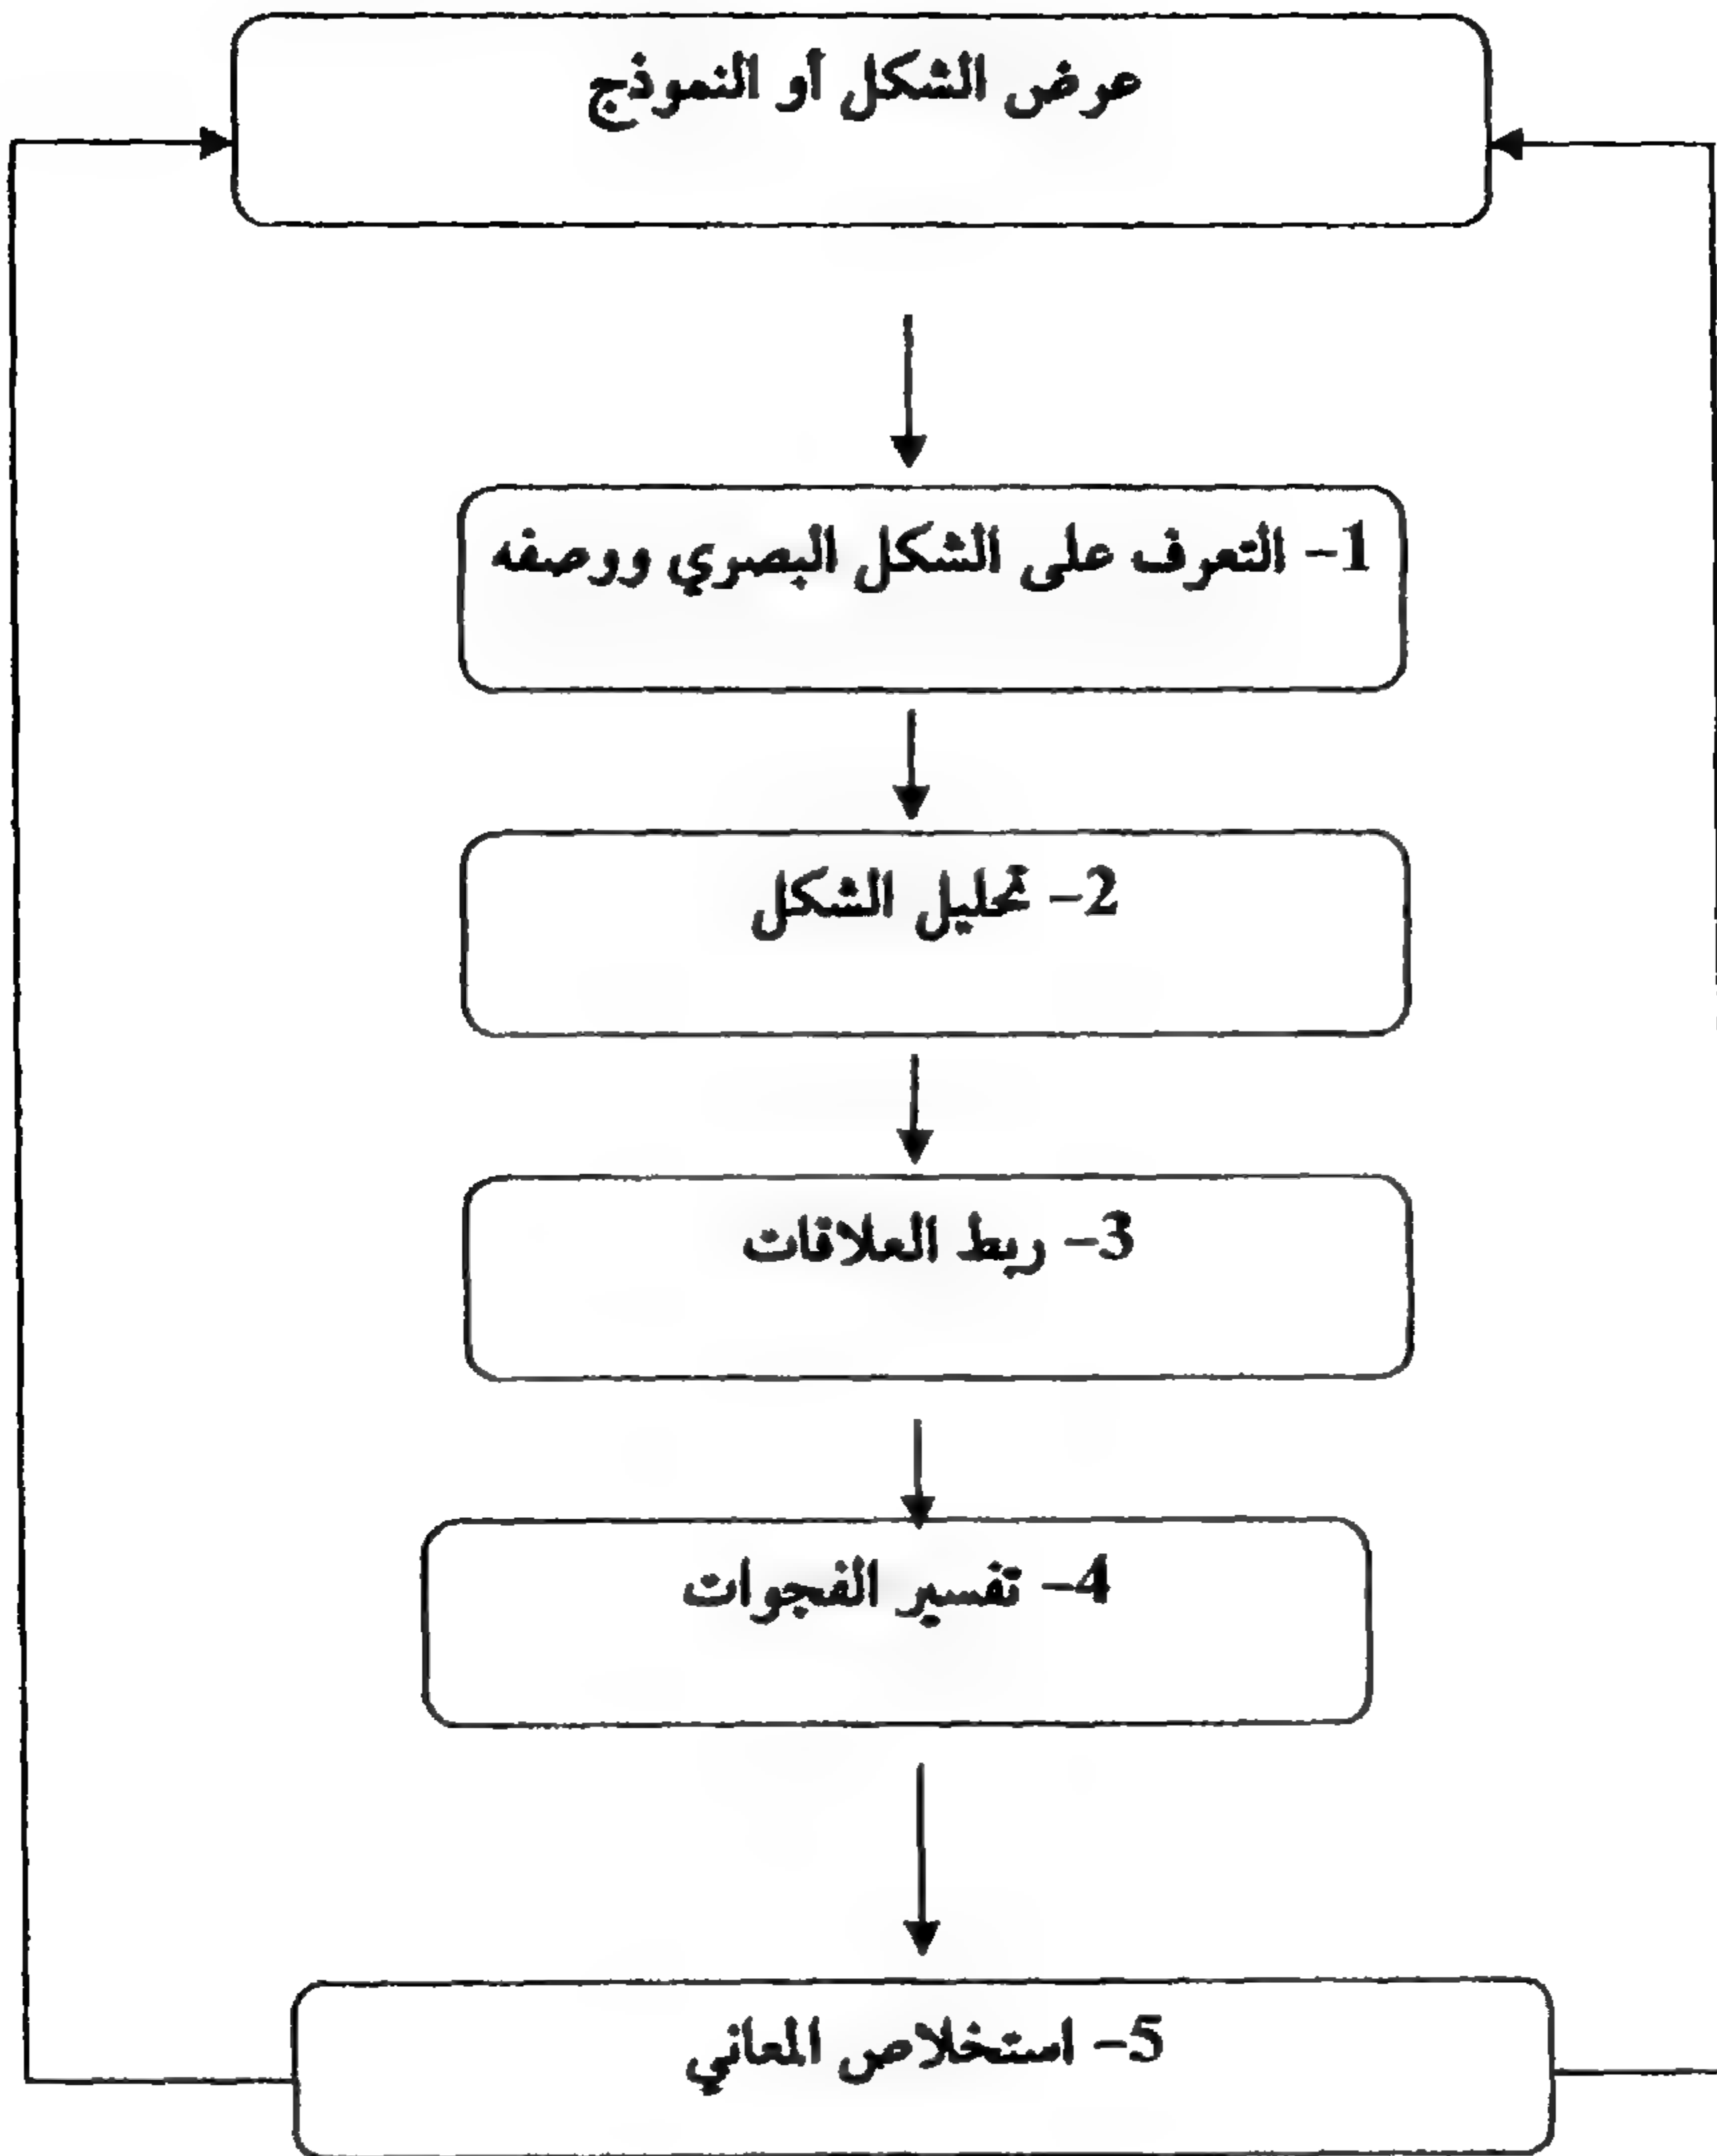 عرض الشكل أو النموذج
1- التعرف على الشكل البصري ووصفه
2- تحليل الشكل
3- ربط العلاقات
4- تفسير الفجوات
5- استخلاص المعاني